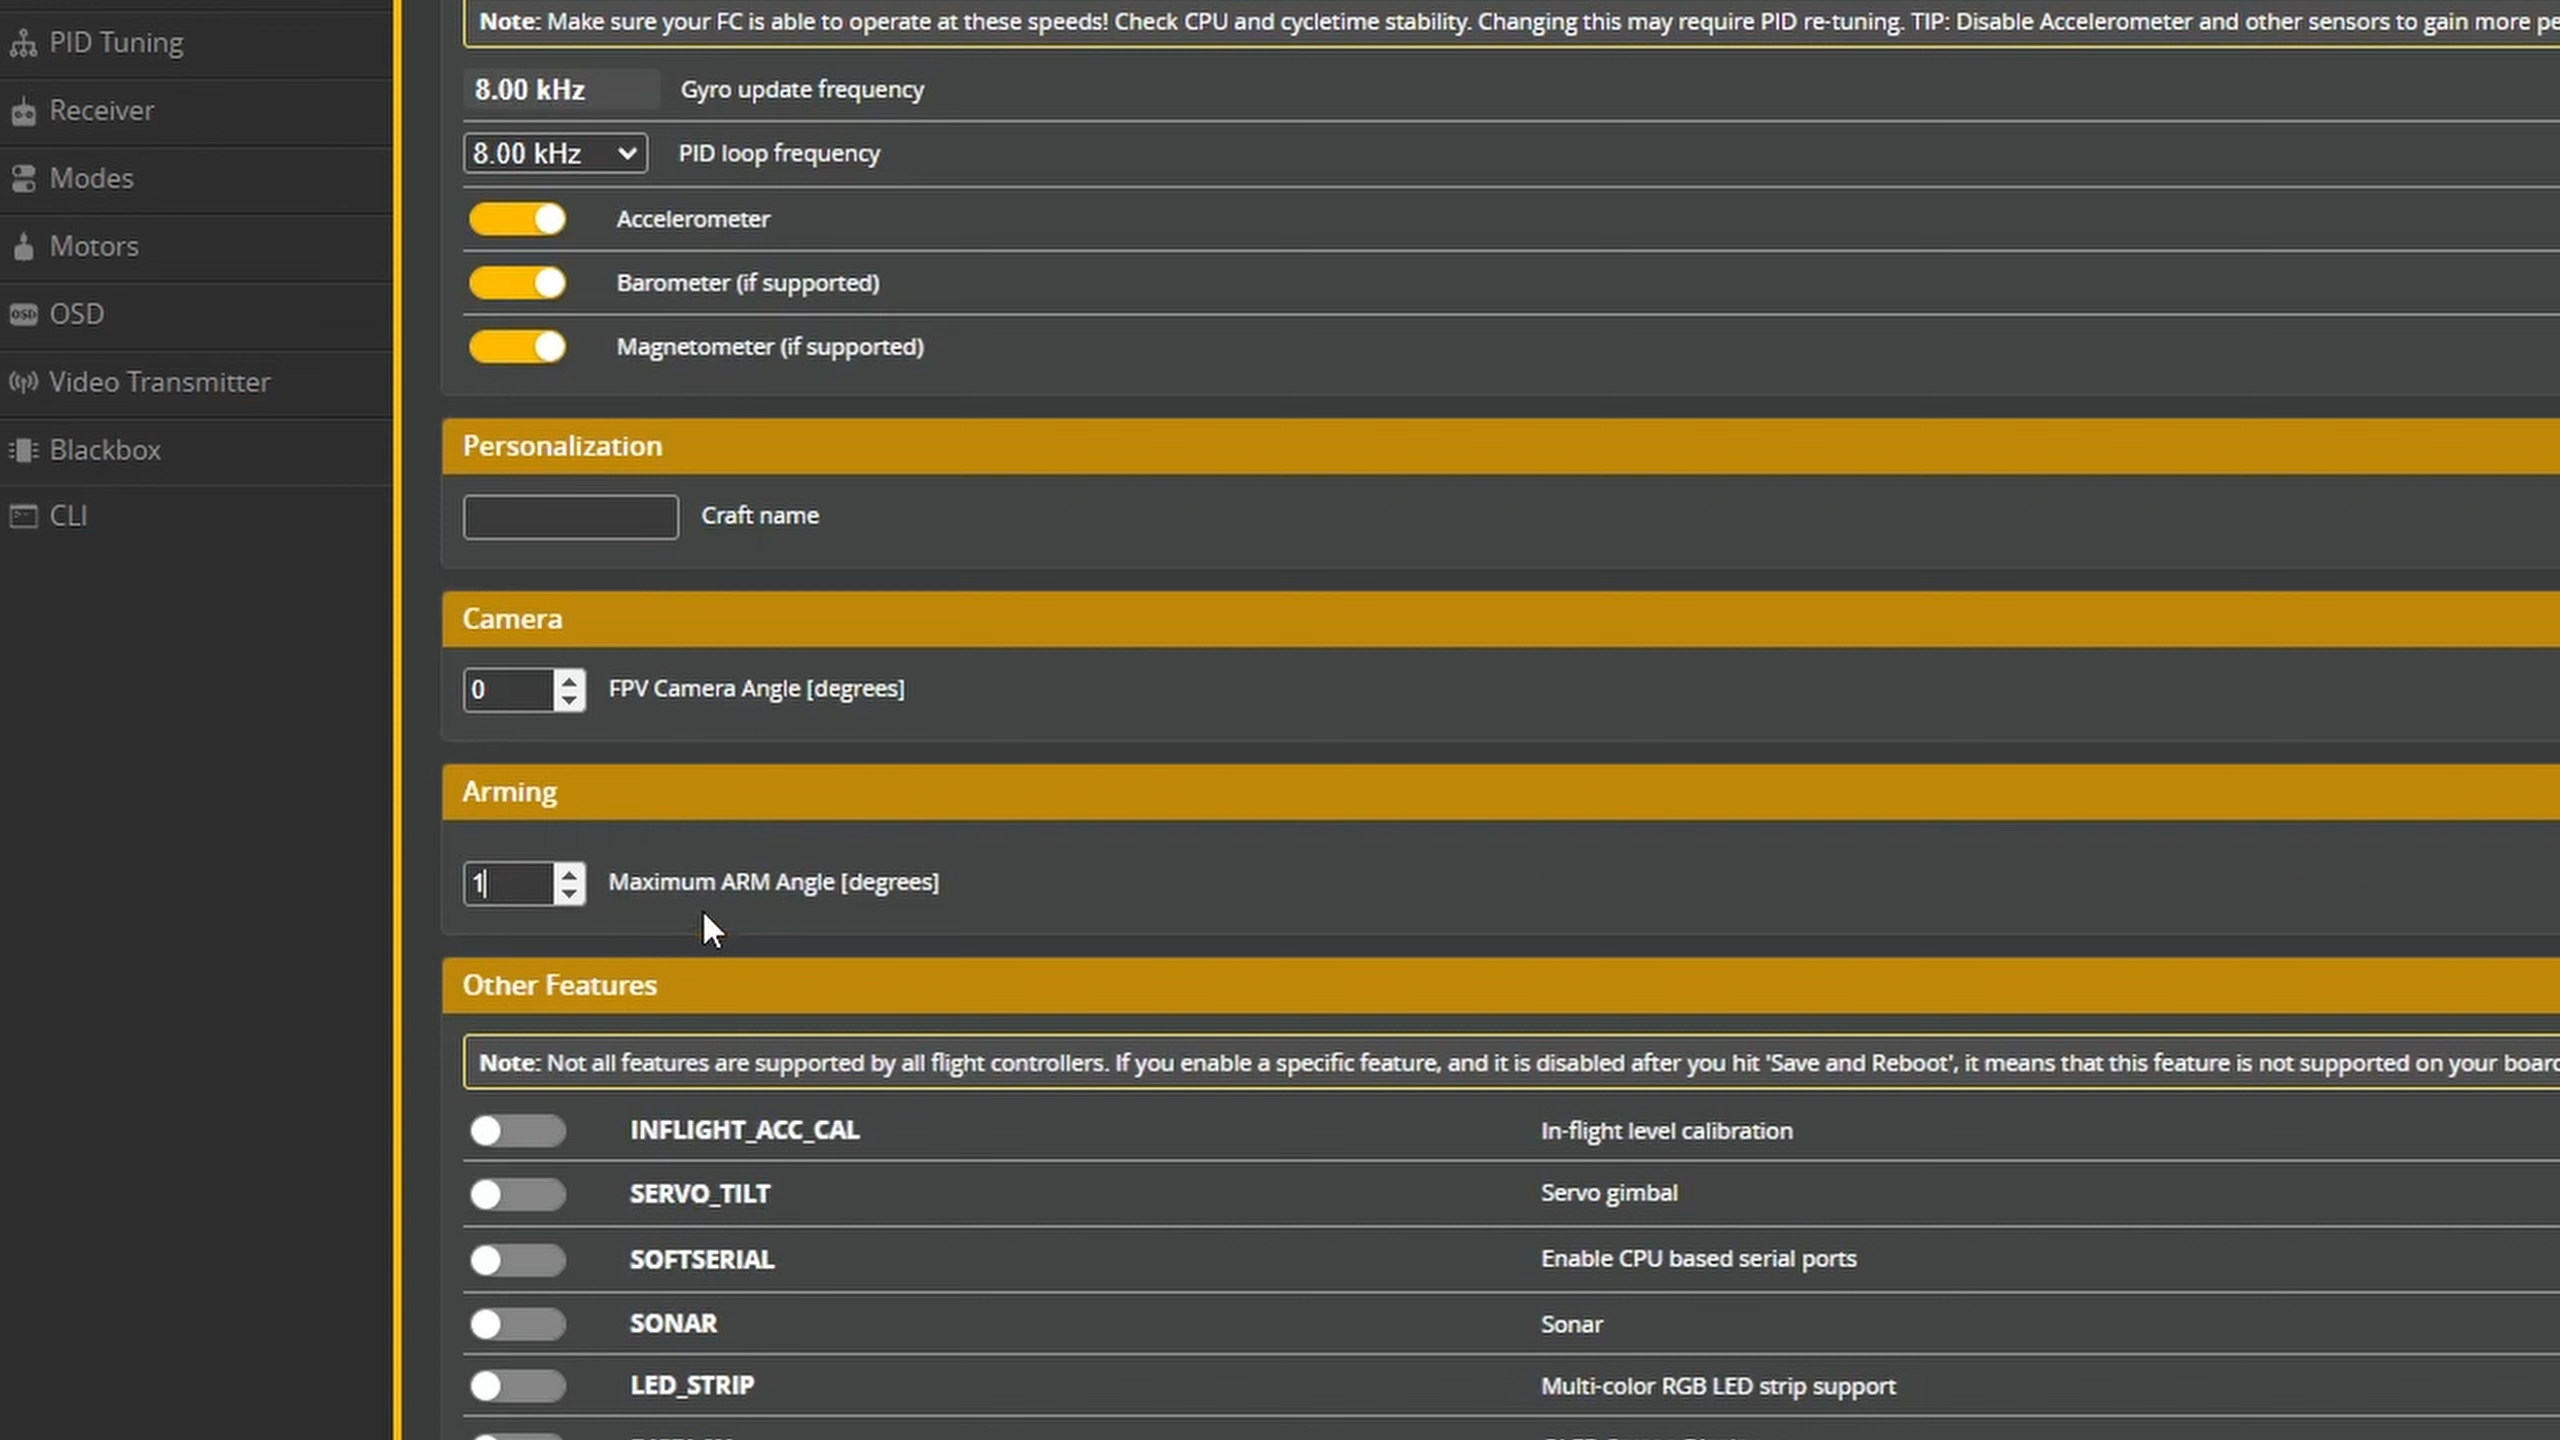 PID Tuning
Receiver
Modes
Motors
OSD
OSD
Video Transmitter
Blackbox
CLI
Note: Make sure your FC is able to operate at these speeds! Check CPU and cycletime stability. Changing this may require PID re-tuning. TIP: Disable Accelerometer and other sensors to gain more pe
8.00 kHz Gyro update frequency
8.00 kHz PID loop frequency
Accelerometer
Barometer (if supported)
Magnetometer (if supported)
Personalization
Craft name
Camera
0 FPV Camera Angle [degrees]
Arming
1 Maximum ARM Angle [degrees]
Other Features
Note: Not all features are supported by all flight controllers. If you enable a specific feature, and it is disabled after you hit 'Save and Reboot', it means that this feature is not supported on your board
INFLIGHT_ACC_CAL In-flight level calibration
SERVO_TILT Servo gimbal
SOFTSERIAL Enable CPU based serial ports
SONAR Sonar
LED_STRIP Multi-color RGB LED strip support